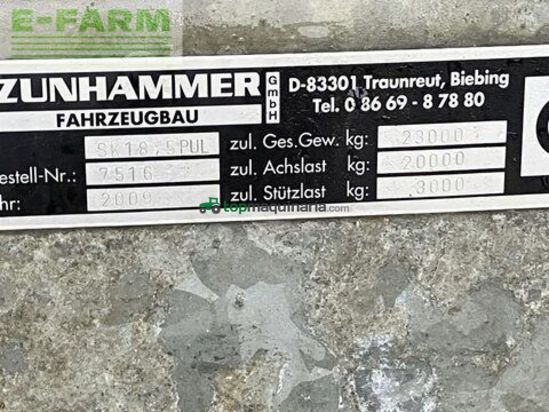 E-FARM
ZUNHAMMER GmbH
FAHRZEUGBAU
D-83301 Traunreut, Biebing
Tel. 0 86 69 - 8 78 80
SK18,5PUL zul. Ges.Gew. kg: 23000
estell-Nr.: 7516 zul. Achslast kg: 20000
hr: 2009 zul. Stützlast kg: 3000
topmaquinaria.com